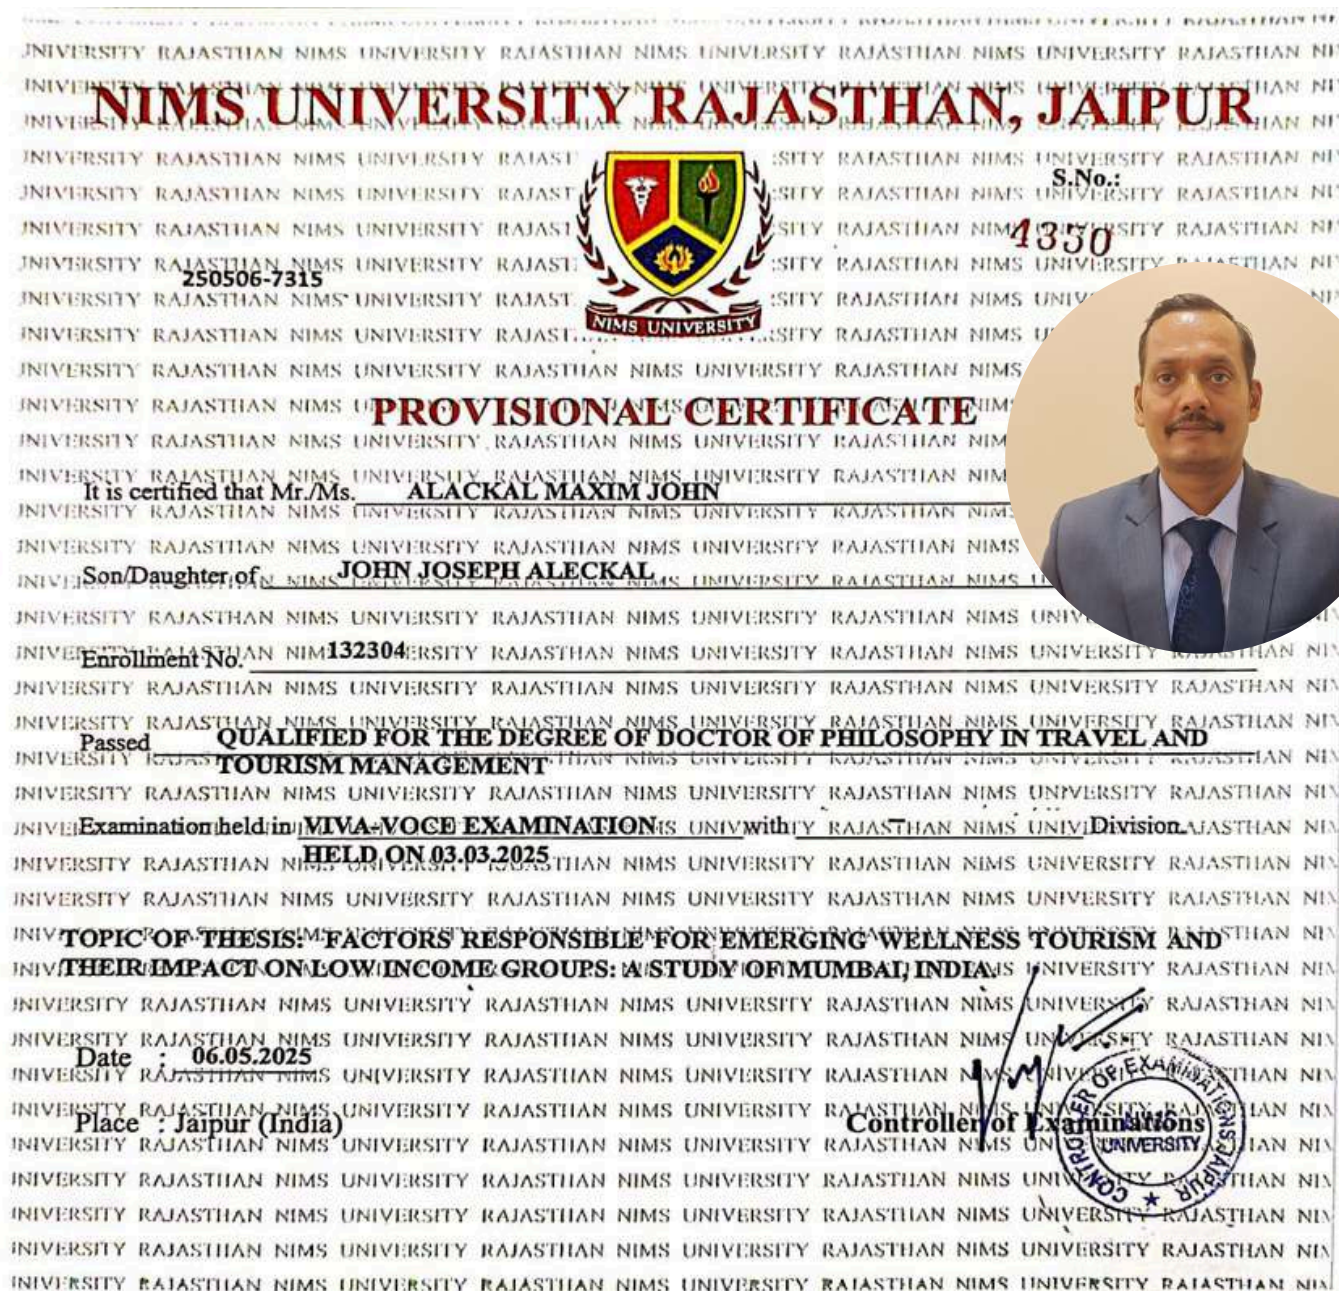 NIMS UNIVERSITY RAJASTHAN, JAIPUR
S.No.:
4330
250506-7315
NIMS UNIVERSITY
PROVISIONAL CERTIFICATE
It is certified that Mr./Ms. ALACKAL MAXIM JOHN
Son/Daughter of JOHN JOSEPH ALECKAL
Enrollment No. 132304
Passed QUALIFIED FOR THE DEGREE OF DOCTOR OF PHILOSOPHY IN TRAVEL AND
TOURISM MANAGEMENT
Examination held in VIVA-VOCE EXAMINATION with - Division.
HELD ON 03.03.2025
TOPIC OF THESIS: FACTORS RESPONSIBLE FOR EMERGING WELLNESS TOURISM AND
THEIR IMPACT ON LOW INCOME GROUPS: A STUDY OF MUMBAI, INDIA.
Date : 06.05.2025
Place : Jaipur (India)
Controller of Examinations
CONTROLLER OF EXAMINATIONS JAIPUR
UNIVERSITY